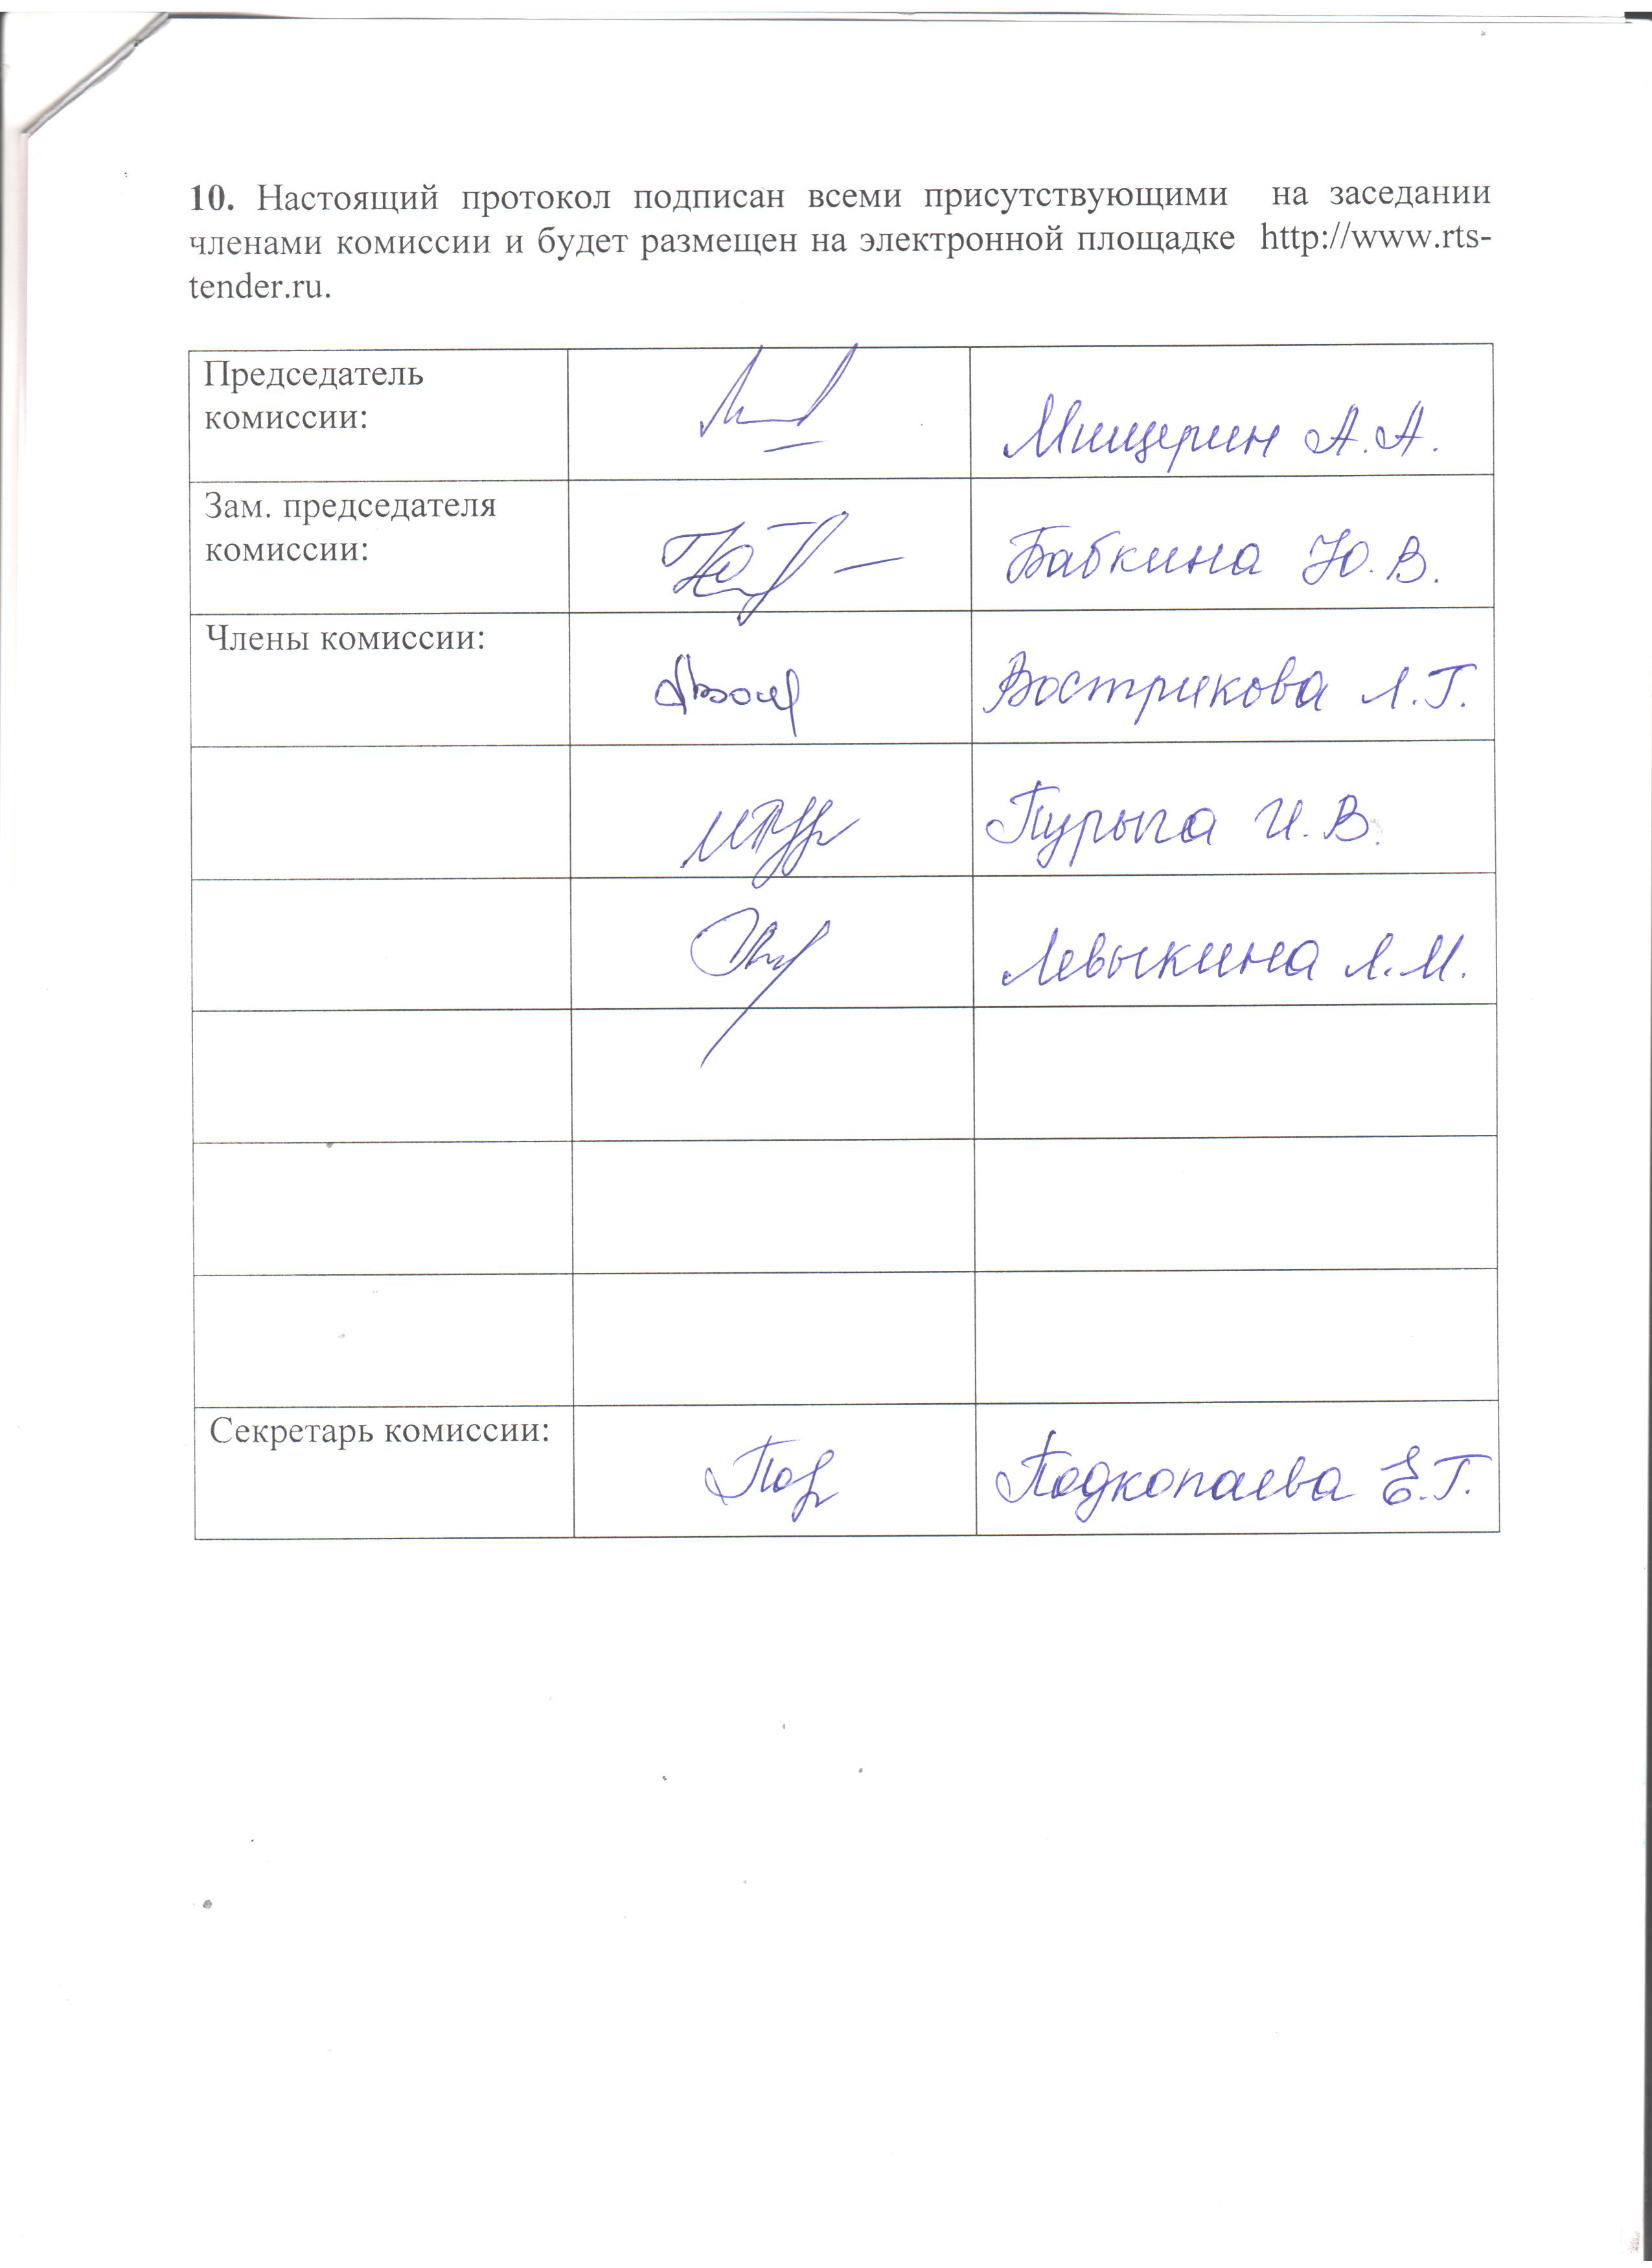 10. Настоящий протокол подписан всеми присутствующими на заседании
членами комиссии и будет размещен на электронной площадке http://www.rts-
tender.ru.
Председатель
комиссии:
Мищерин А.А.
Зам. председателя
комиссии:
Бабкина Ю.В.
Члены комиссии:
Вострикова Л.Г.
Пурыга И.В.
Левыкина Л.М.
Секретарь комиссии:
Подкопаева Е.Г.